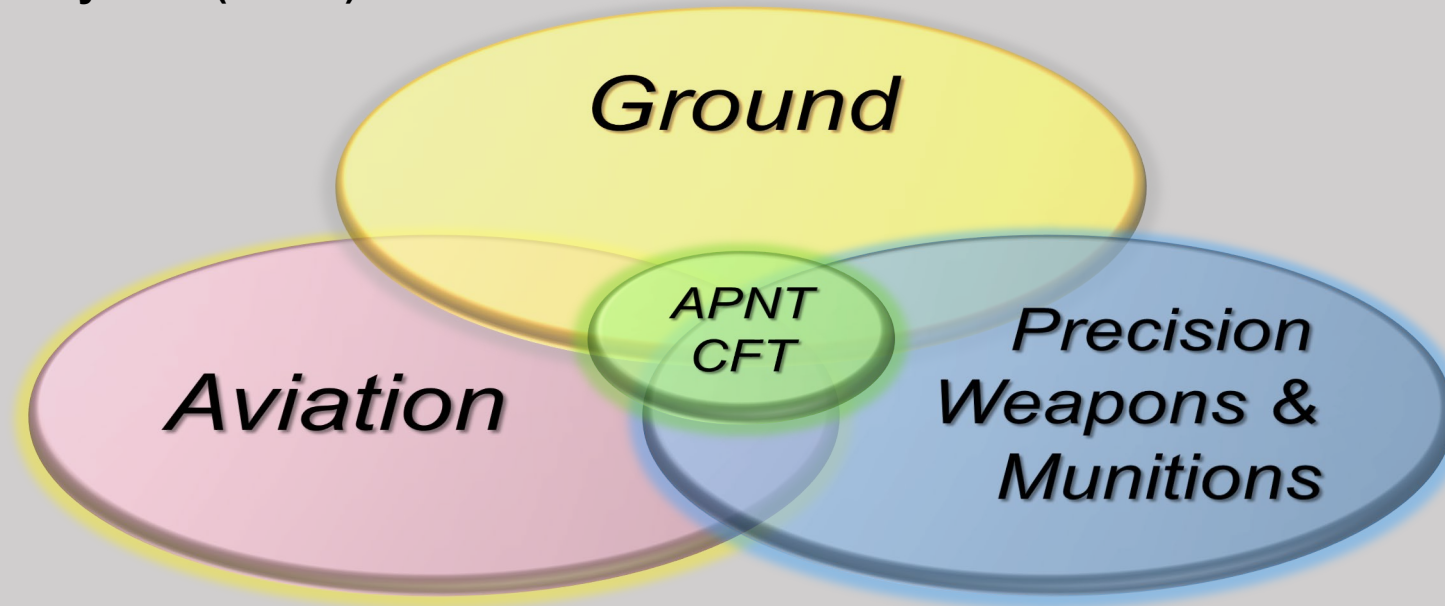 Ground
APNT
CFT
Aviation
Precision
Weapons &
Munitions